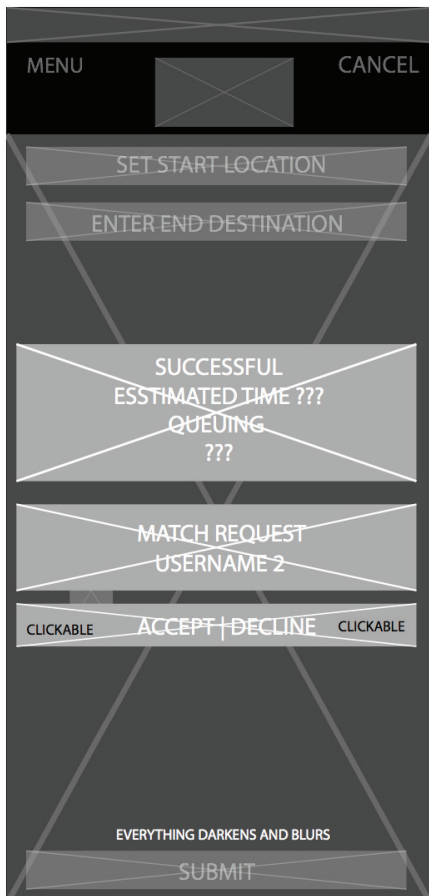 MENU
CANCEL
SET START LOCATION
ENTER END DESTINATION
SUCCESSFUL
ESSTIMATED TIME ???
QUEUING
???
MATCH REQUEST
USERNAME 2
CLICKABLE ACCEPT | DECLINE CLICKABLE
EVERYTHING DARKENS AND BLURS
SUBMIT